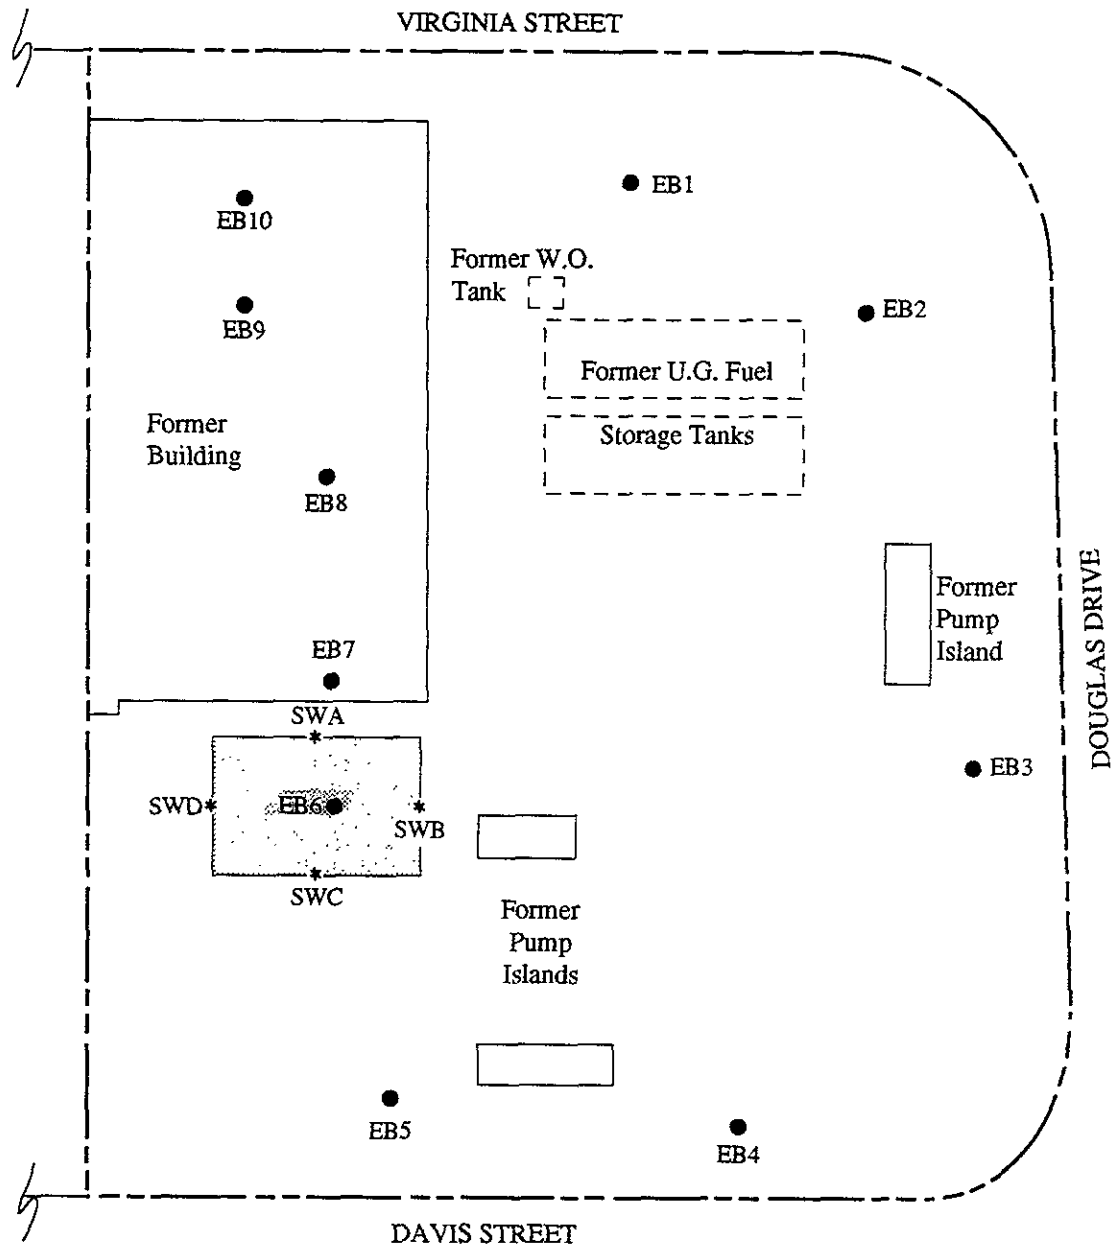 VIRGINIA STREET
EB1
EB10
Former W.O.
Tank
EB2
EB9
Former U.G. Fuel
Storage Tanks
Former
Building
EB8
DOUGLAS DRIVE
Former
Pump
Island
EB7
SWA
EB3
SWD
EB6
SWB
SWC
Former
Pump
Islands
EB5
EB4
DAVIS STREET